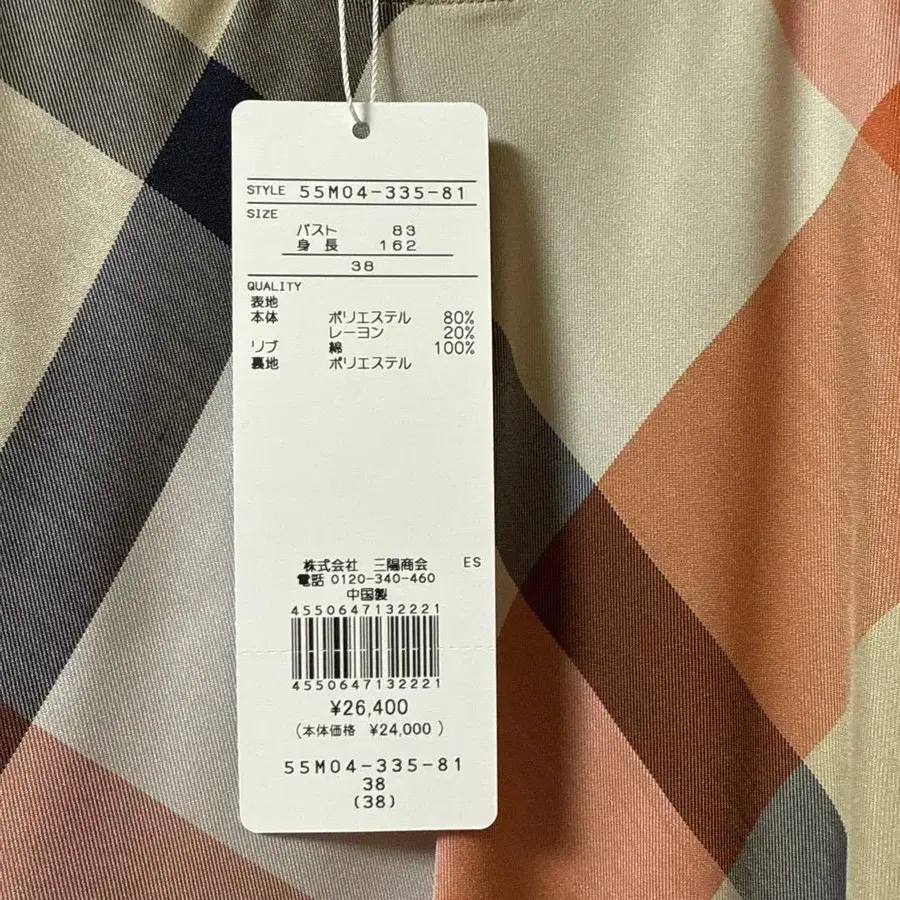 STYLE 55M04-335-81
SIZE
バスト 83
身長 162
38
QUALITY
表地
本体 ポリエステル 80%
レーヨン 20%
リブ 綿 100%
裏地 ポリエステル
株式会社 三陽商会 ES
電話 0120-340-460
中国製
4550647132221
4550647132221
¥26,400
(本体価格 ¥24,000)
55M04-335-81
38
(38)